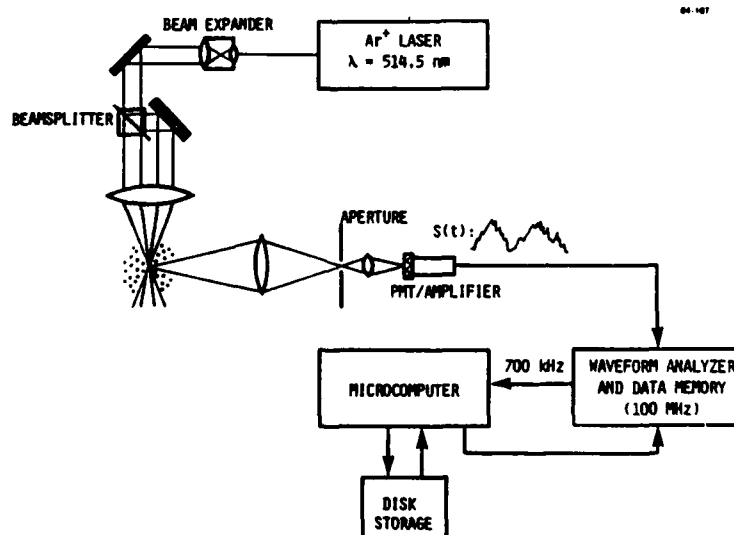 BEAM EXPANDER
Ar⁺ LASER
λ = 514.5 nm
BEAMSPLITTER
APERTURE
S(t):
PMT/AMPLIFIER
MICROCOMPUTER
700 kHz
WAVEFORM ANALYZER
AND DATA MEMORY
(100 MHz)
DISK
STORAGE